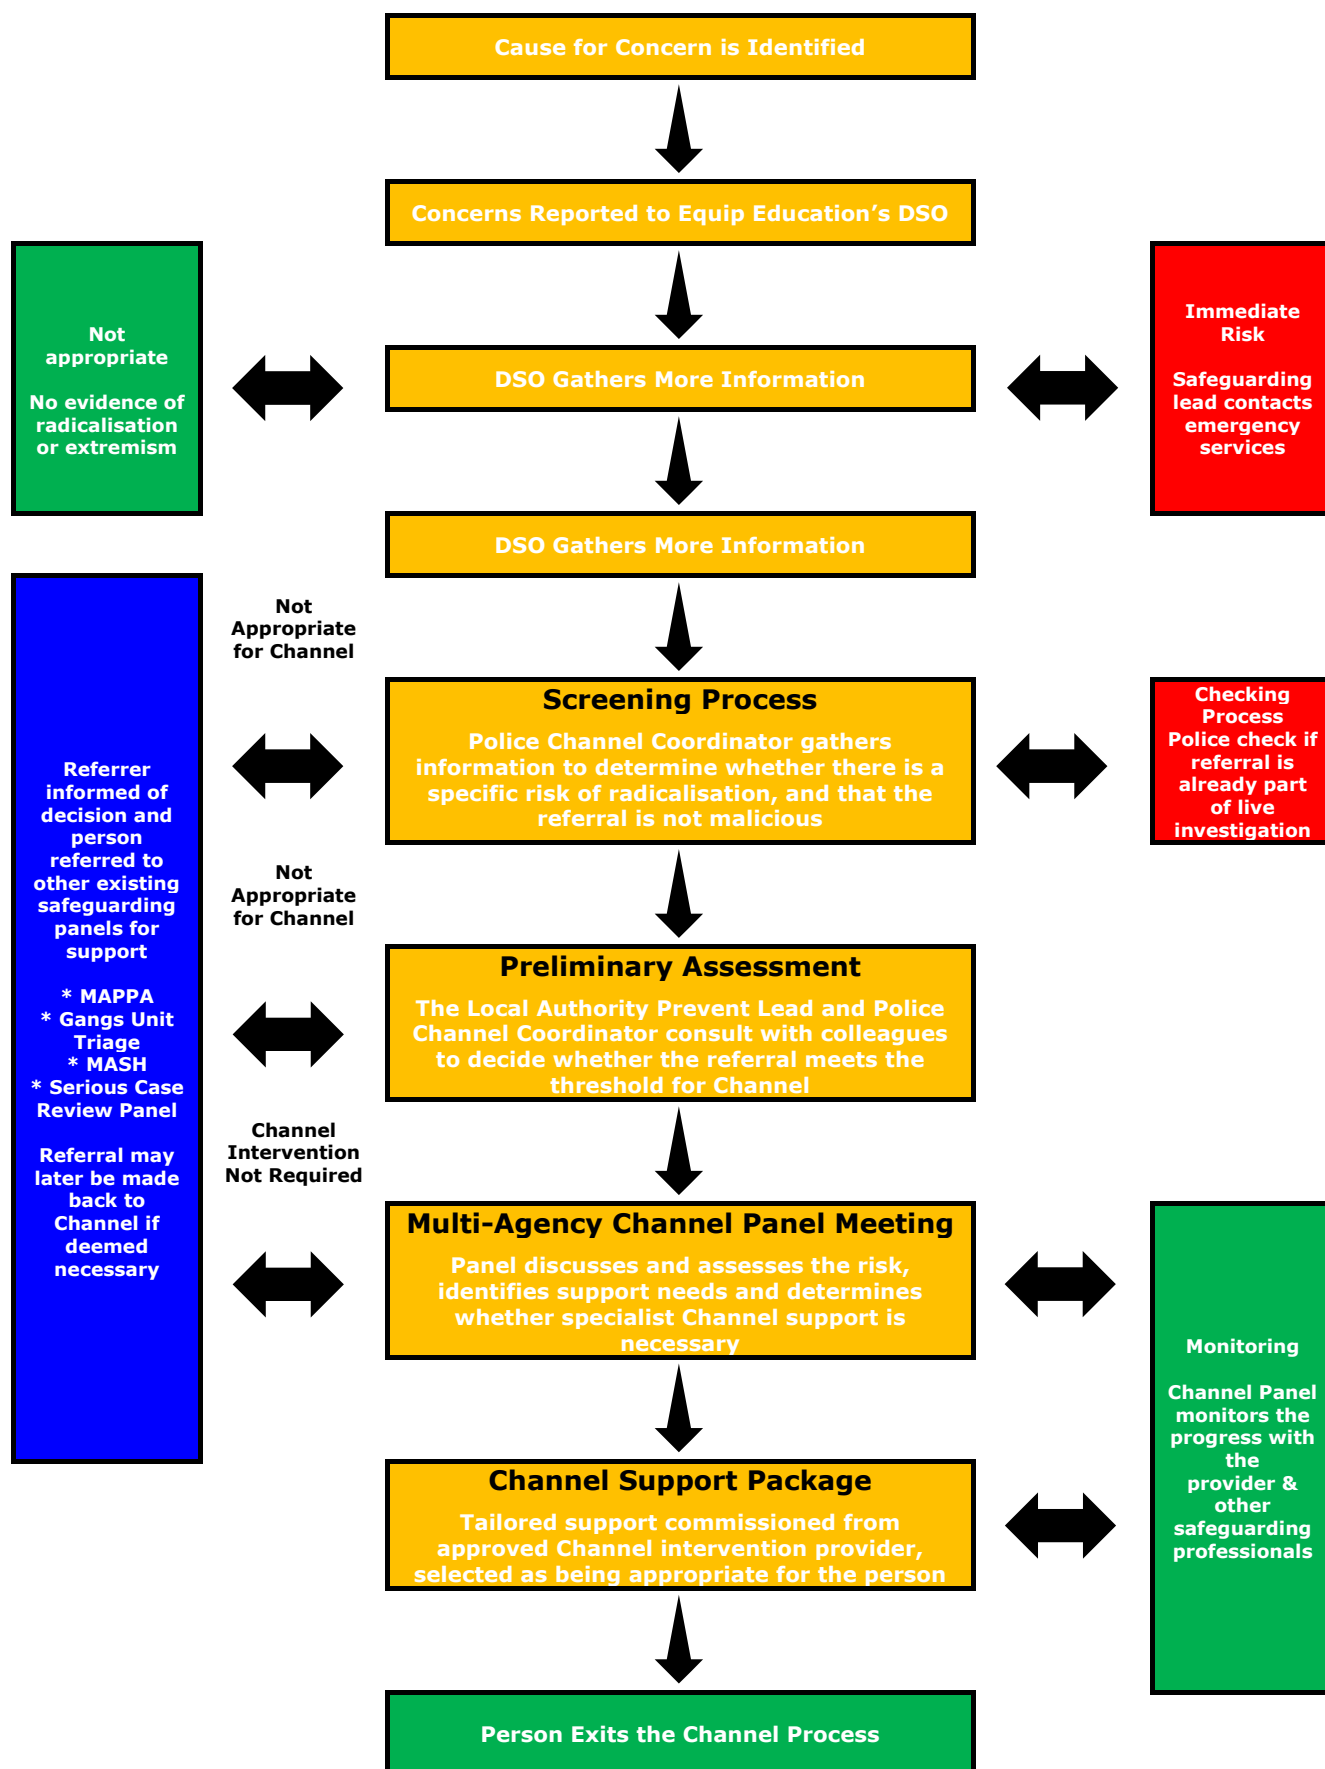 Cause for Concern is Identified
Concerns Reported to Equip Education’s DSO
Not
appropriate
No evidence of
radicalisation
or extremism
DSO Gathers More Information
Immediate
Risk
Safeguarding
lead contacts
emergency
services
DSO Gathers More Information
Not
Appropriate
for Channel
Screening Process
Police Channel Coordinator gathers
information to determine whether there is a
specific risk of radicalisation, and that the
referral is not malicious
Checking
Process
Police check if
referral is
already part
of live
investigation
Referrer
informed of
decision and
person
referred to
other existing
safeguarding
panels for
support
* MAPPA
* Gangs Unit
Triage
* MASH
* Serious Case
Review Panel
Referral may
later be made
back to
Channel if
deemed
necessary
Not
Appropriate
for Channel
Preliminary Assessment
The Local Authority Prevent Lead and Police
Channel Coordinator consult with colleagues
to decide whether the referral meets the
threshold for Channel
Channel
Intervention
Not Required
Multi-Agency Channel Panel Meeting
Panel discusses and assesses the risk,
identifies support needs and determines
whether specialist Channel support is
necessary
Monitoring
Channel Panel
monitors the
progress with
the
provider &
other
safeguarding
professionals
Channel Support Package
Tailored support commissioned from
approved Channel intervention provider,
selected as being appropriate for the person
Person Exits the Channel Process